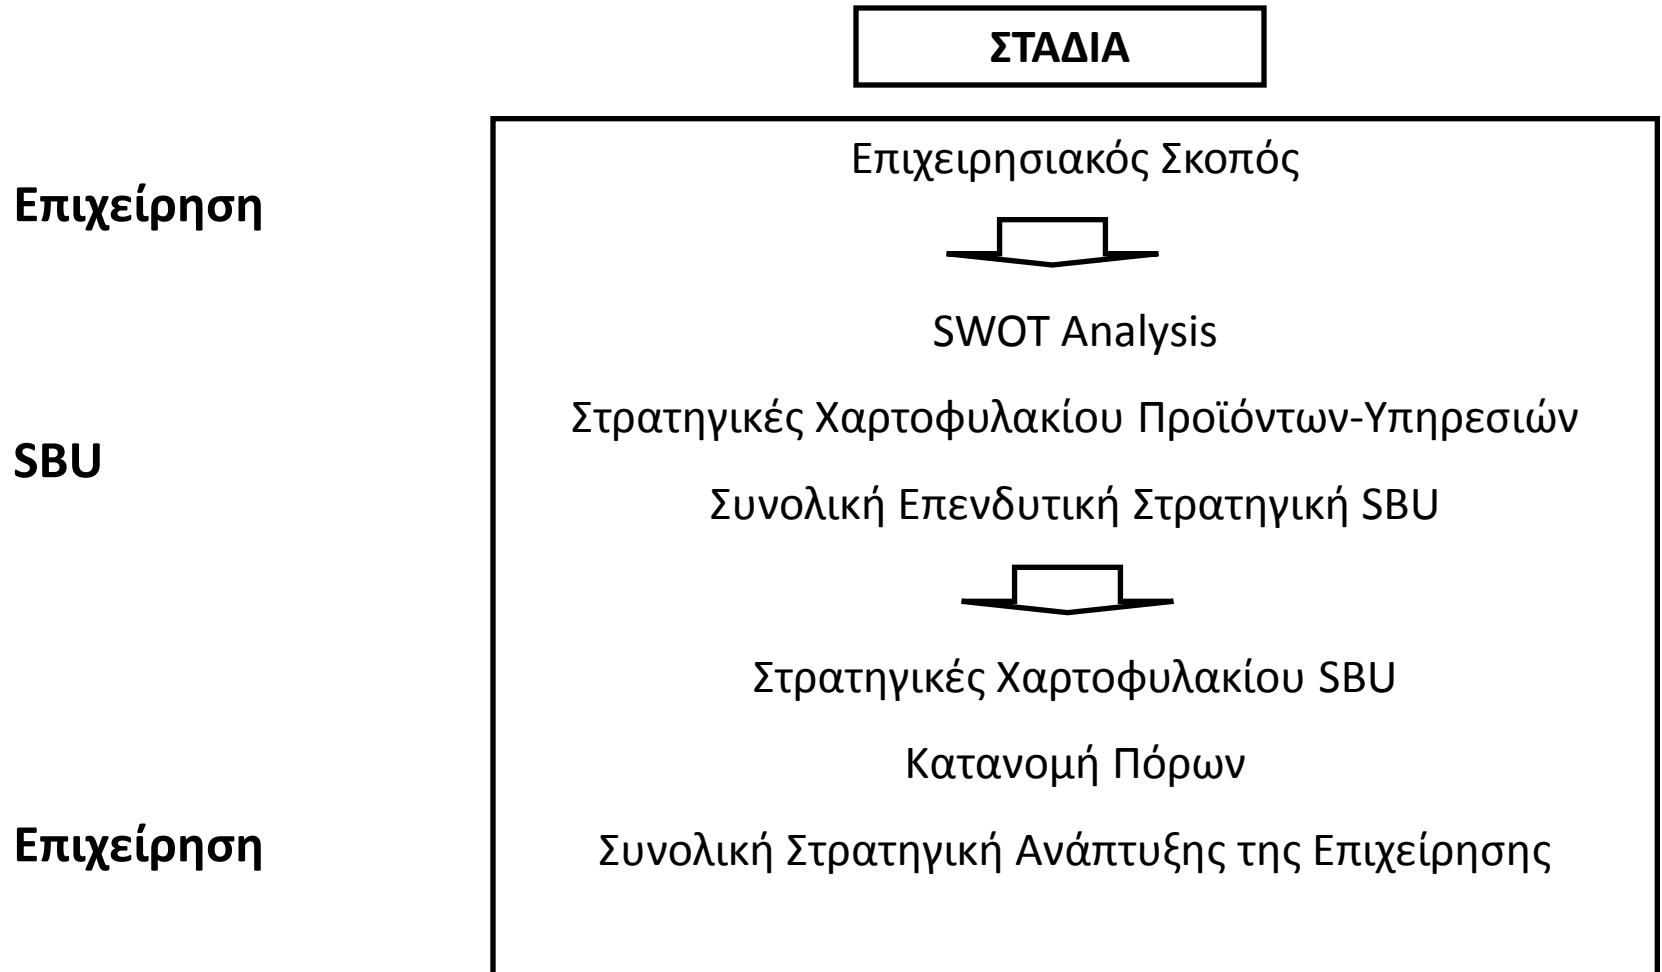 ΣΤΑΔΙΑ
Επιχείρηση
Επιχειρησιακός Σκοπός
SBU
SWOT Analysis
Στρατηγικές Χαρτοφυλακίου Προϊόντων-Υπηρεσιών
Συνολική Επενδυτική Στρατηγική SBU
Επιχείρηση
Στρατηγικές Χαρτοφυλακίου SBU
Κατανομή Πόρων
Συνολική Στρατηγική Ανάπτυξης της Επιχείρησης